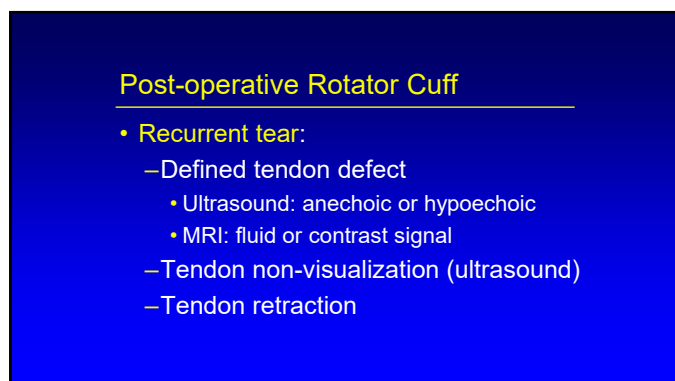 Post-operative Rotator Cuff
• Recurrent tear:
–Defined tendon defect
• Ultrasound: anechoic or hypoechoic
• MRI: fluid or contrast signal
–Tendon non-visualization (ultrasound)
–Tendon retraction